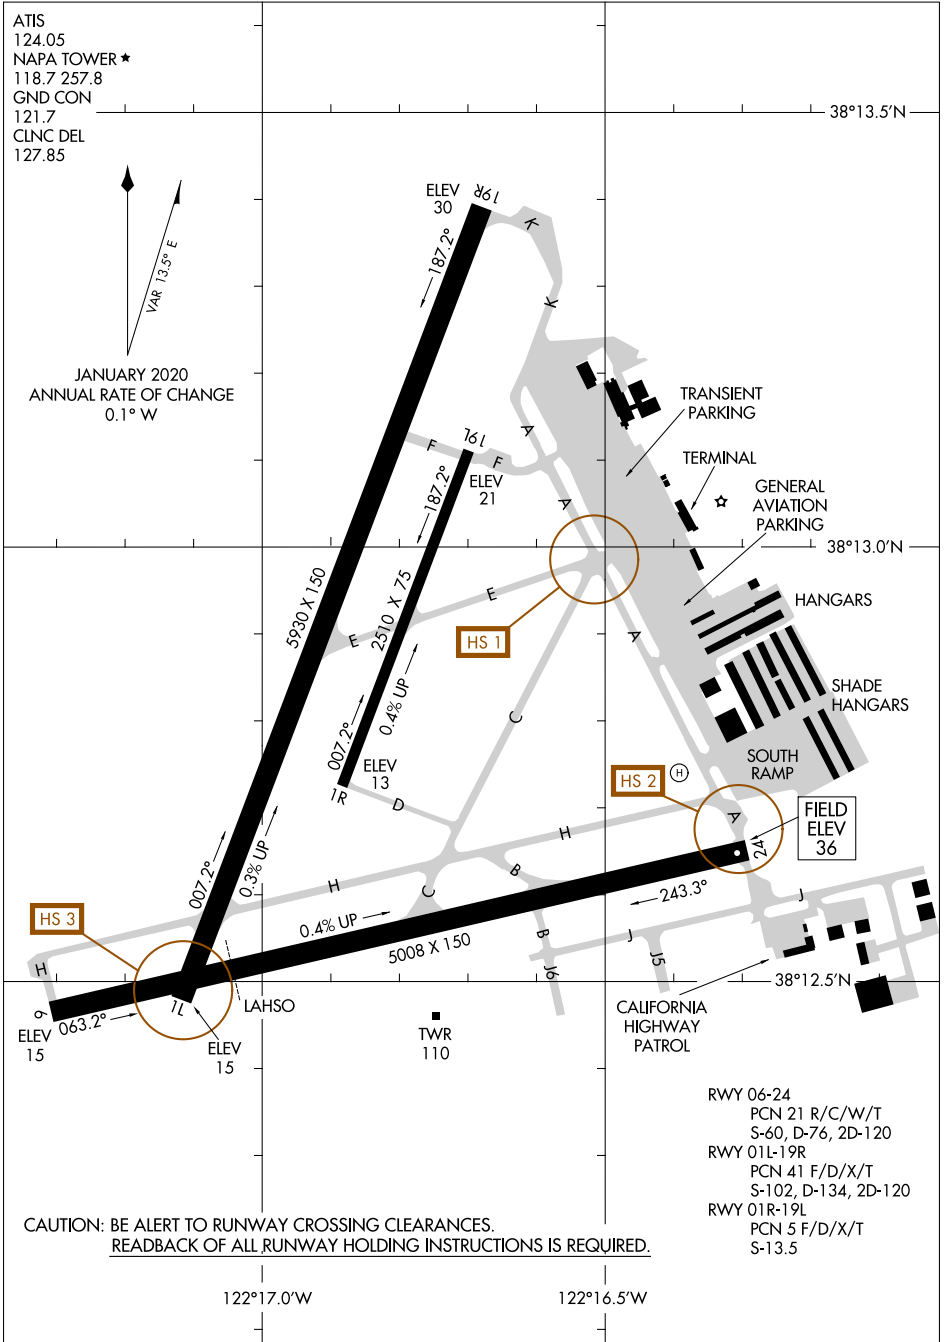 ATIS
124.05
NAPA TOWER ★
118.7 257.8
GND CON
121.7
CLNC DEL
127.85
38°13.5'N
VAR 13.5° E
JANUARY 2020
ANNUAL RATE OF CHANGE
0.1° W
ELEV
30
19R
187.2°
K
K
TRANSIENT
PARKING
TERMINAL
GENERAL
AVIATION
PARKING
A
F
19L
F
ELEV
21
187.2°
A
38°13.0'N
5930 X 150
2510 X 75
E
E
HS 1
HANGARS
A
SHADE
HANGARS
0.4% UP
007.2°
C
ELEV
13
1R
D
SOUTH
RAMP
HS 2
H
A
FIELD
ELEV
36
H
24
007.2°
0.3% UP
H
C
B
243.3°
J
HS 3
0.4% UP
5008 X 150
B
J
J5
J6
H
38°12.5'N
6
063.2°
1L
LAHSO
ELEV
15
ELEV
15
TWR
110
CALIFORNIA
HIGHWAY
PATROL
RWY 06-24
PCN 21 R/C/W/T
S-60, D-76, 2D-120
RWY 01L-19R
PCN 41 F/D/X/T
S-102, D-134, 2D-120
RWY 01R-19L
PCN 5 F/D/X/T
S-13.5
CAUTION: BE ALERT TO RUNWAY CROSSING CLEARANCES.
READBACK OF ALL RUNWAY HOLDING INSTRUCTIONS IS REQUIRED.
122°17.0'W
122°16.5'W